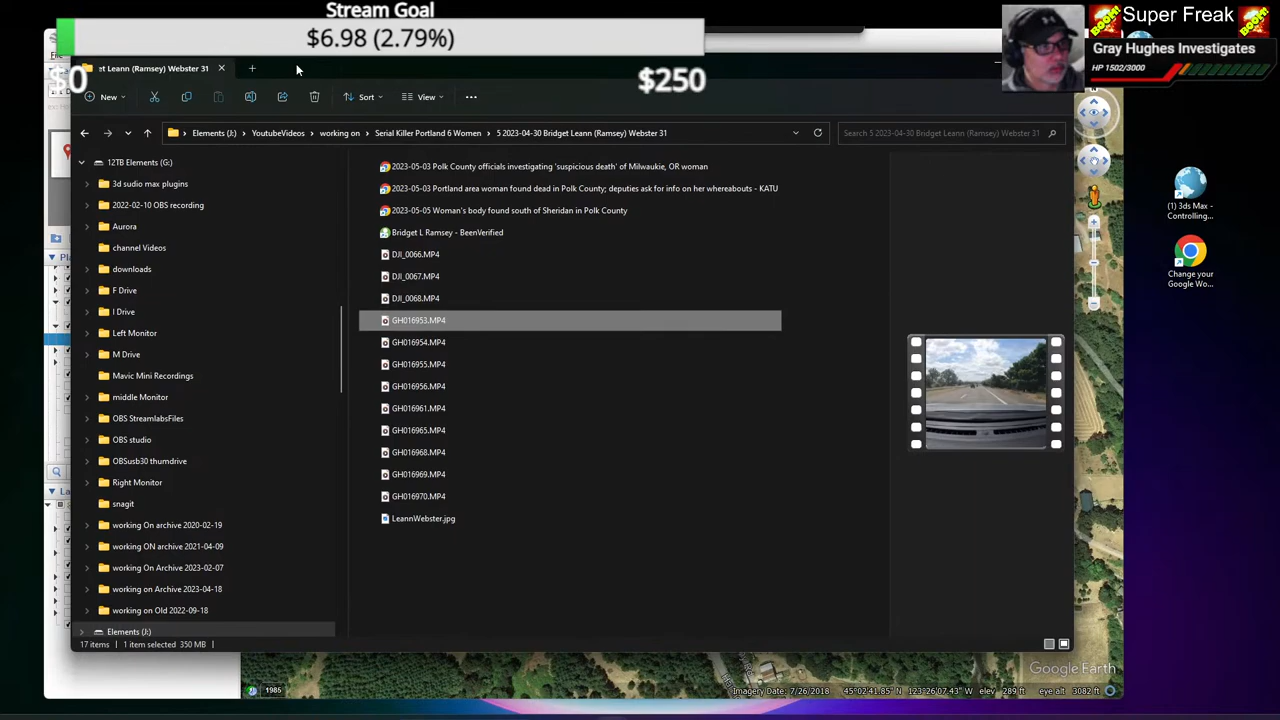 Stream Goal
$6.98 (2.79%)
$0
$250
Super Freak
Gray Hughes Investigates
HP 1502/3000
BOOM!
BOOM!
et Leann (Ramsey) Webster 31
New
Sort
View
Elements (J:)
YoutubeVideos
working on
Serial Killer Portland 6 Women
5 2023-04-30 Bridget Leann (Ramsey) Webster 31
Search 5 2023-04-30 Bridget Leann (Ramsey) Webster 31
12TB Elements (G:)
3d sudio max plugins
2022-02-10 OBS recording
Aurora
channel Videos
downloads
F Drive
I Drive
Left Monitor
M Drive
Mavic Mini Recordings
middle Monitor
OBS StreamlabsFiles
OBS studio
OBSusb30 thumdrive
Right Monitor
snagit
working On archive 2020-02-19
working ON archive 2021-04-09
working On Archive 2023-02-07
working on Archive 2023-04-18
working on Old 2022-09-18
Elements (J:)
2023-05-03 Polk County officials investigating 'suspicious death' of Milwaukie, OR woman
2023-05-03 Portland area woman found dead in Polk County; deputies ask for info on her whereabouts - KATU
2023-05-05 Woman's body found south of Sheridan in Polk County
Bridget L Ramsey - BeenVerified
DJI_0066.MP4
DJI_0067.MP4
DJI_0068.MP4
GH016953.MP4
GH016954.MP4
GH016955.MP4
GH016956.MP4
GH016961.MP4
GH016965.MP4
GH016968.MP4
GH016969.MP4
GH016970.MP4
LeannWebster.jpg
17 items
1 item selected 350 MB
(1) 3ds Max -
Controlling...
Change your
Google Wo...
Google Earth
1985
Imagery Date: 7/26/2018 45°02'41.85" N 123°26'07.43" W elev 289 ft eye alt 3082 ft